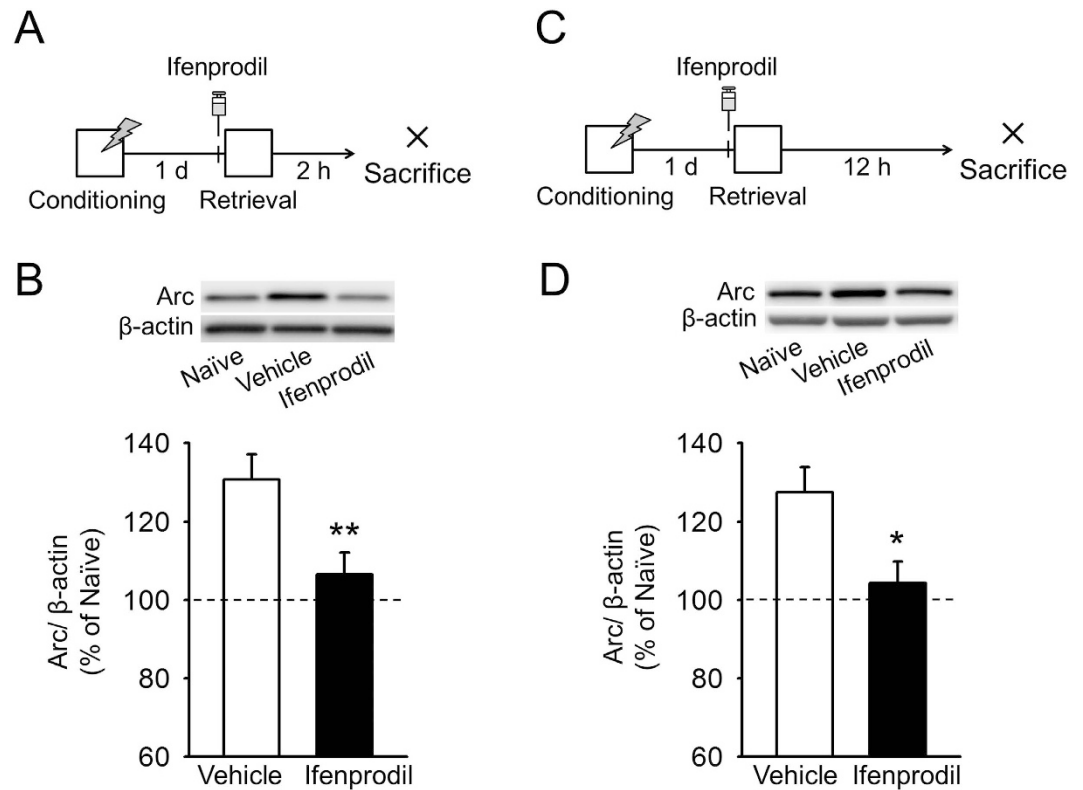 A
Ifenprodil
1 d
2 h
×
Sacrifice
Conditioning
Retrieval
C
Ifenprodil
1 d
12 h
×
Sacrifice
Conditioning
Retrieval
B
Arc
β-actin
Naïve
Vehicle
Ifenprodil
140
120
100
80
60
Arc/ β-actin
(% of Naïve)
**
Vehicle
Ifenprodil
D
Arc
β-actin
Naïve
Vehicle
Ifenprodil
140
120
100
80
60
Arc/ β-actin
(% of Naïve)
*
Vehicle
Ifenprodil